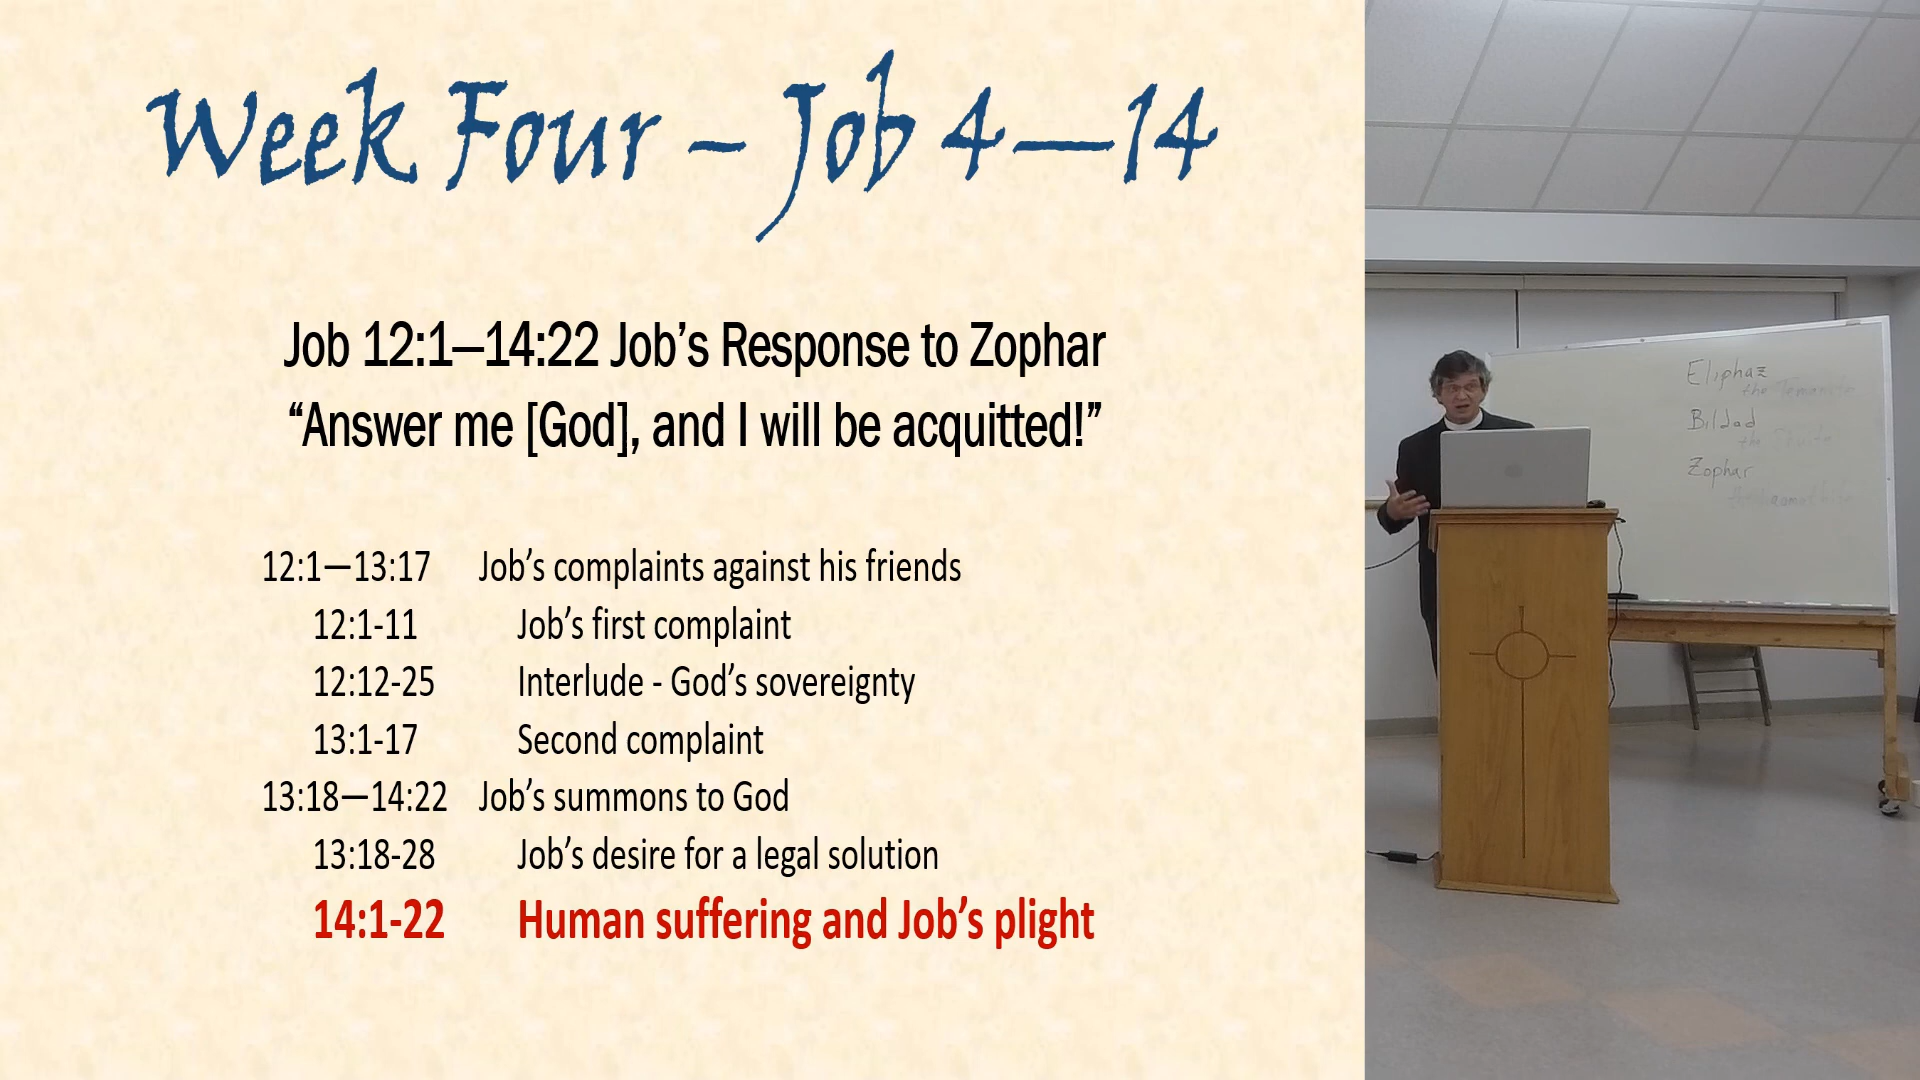 Week Four – Job 4—14
Job 12:1—14:22 Job’s Response to Zophar
“Answer me [God], and I will be acquitted!”
12:1—13:17 Job’s complaints against his friends
12:1-11 Job’s first complaint
12:12-25 Interlude - God’s sovereignty
13:1-17 Second complaint
13:18—14:22 Job’s summons to God
13:18-28 Job’s desire for a legal solution
14:1-22 Human suffering and Job’s plight
Eliphaz
the
Bildad
the
Zophar